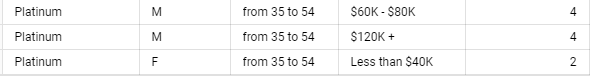 Platinum M from 35 to 54 $60K - $80K 4
Platinum M from 35 to 54 $120K + 4
Platinum F from 35 to 54 Less than $40K 2